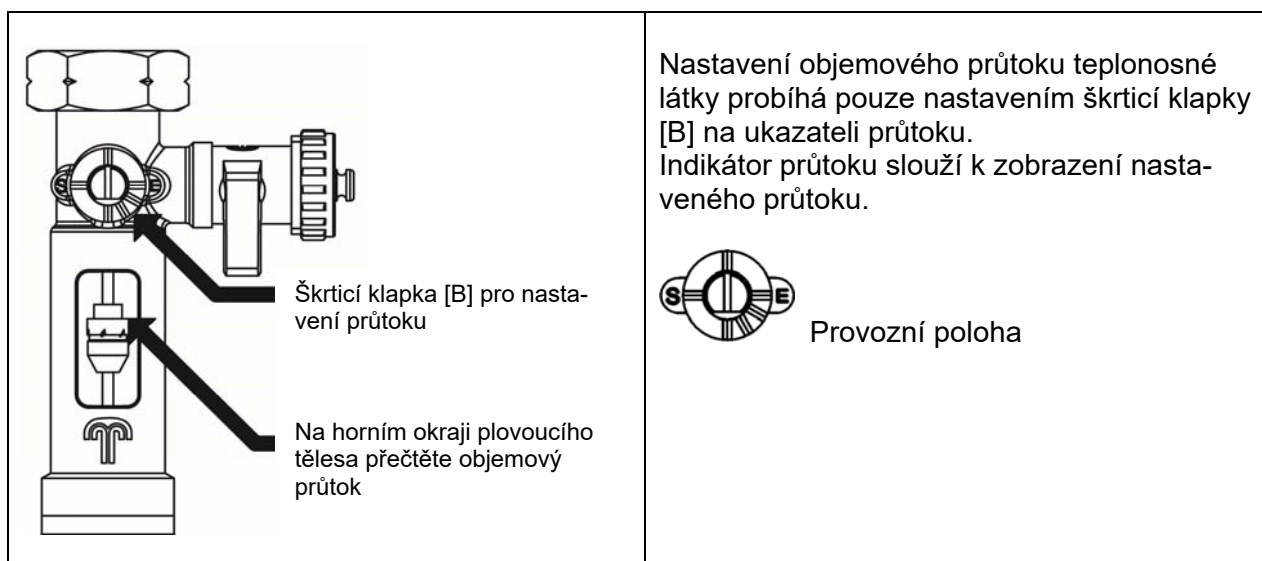 Škrticí klapka [B] pro nasta-
vení průtoku
Na horním okraji plovoucího
tělesa přečtěte objemový
průtok
Nastavení objemového průtoku teplonosné
látky probíhá pouze nastavením škrticí klapky
[B] na ukazateli průtoku.
Indikátor průtoku slouží k zobrazení nasta-
veného průtoku.
S E
Provozní poloha